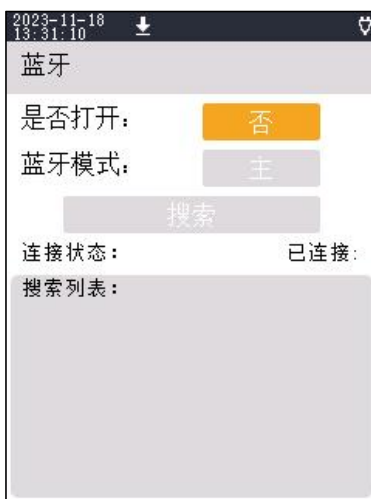 2023-11-18
13:31:10
蓝牙
是否打开: 否
蓝牙模式: 主
搜索
连接状态: 已连接:
搜索列表: